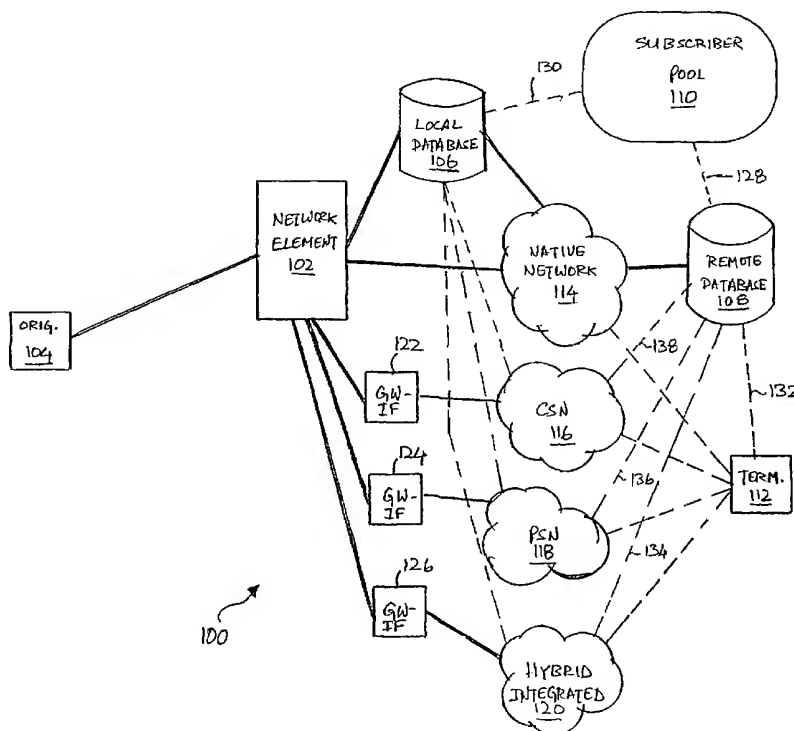 SUBSCRIBER
POOL
110
130
LOCAL
DATABASE
106
128
NETWORK
ELEMENT
102
NATIVE
NETWORK
114
REMOTE
DATABASE
108
ORIG.
104
122
GW-
IF
138
132
CSN
116
124
GW-
IF
136
TERM.
112
PSN
118
134
126
GW-
IF
100
HYBRID
INTEGRATED
120